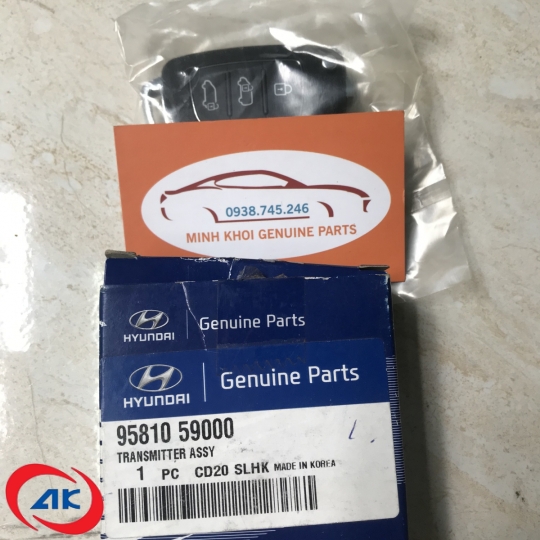 0938.745.246
MINH KHOI GENUINE PARTS
HYUNDAI
Genuine Parts
HYUNDAI
Genuine Parts
95810 59000
TRANSMITTER ASSY
1 PC CD20 SLHK MADE IN KOREA
AK